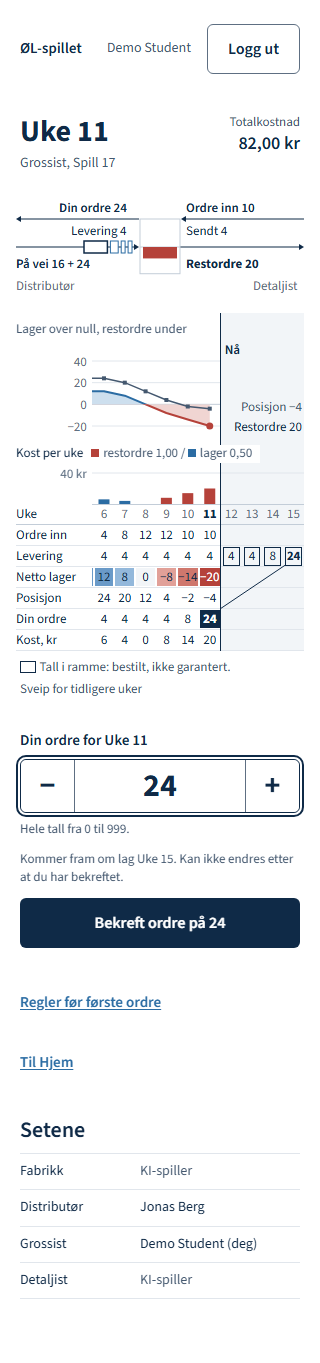 ØL-spillet Demo Student Logg ut
Uke 11 Totalkostnad
82,00 kr
Grossist, Spill 17
Din ordre 24 Ordre inn 10
Levering 4 Sendt 4
På vei 16 + 24 Restordre 20
Distributør Detaljist
Lager over null, restordre under
Nå
40
20
0
−20
Posisjon −4
Restordre 20
Kost per uke restordre 1,00 / lager 0,50
40 kr
Uke 6 7 8 9 10 11 12 13 14 15
Ordre inn 4 8 12 12 10 10
Levering 4 4 4 4 4 4 4 4 8 24
Netto lager 12 8 0 −8 −14 −20
Posisjon 24 20 12 4 −2 −4
Din ordre 4 4 4 4 8 24
Kost, kr 6 4 0 8 14 20
Tall i ramme: bestilt, ikke garantert.
Sveip for tidligere uker
Din ordre for Uke 11
− 24 +
Hele tall fra 0 til 999.
Kommer fram om lag Uke 15. Kan ikke endres etter
at du har bekreftet.
Bekreft ordre på 24
Regler før første ordre
Til Hjem
Setene
Fabrikk KI-spiller
Distributør Jonas Berg
Grossist Demo Student (deg)
Detaljist KI-spiller